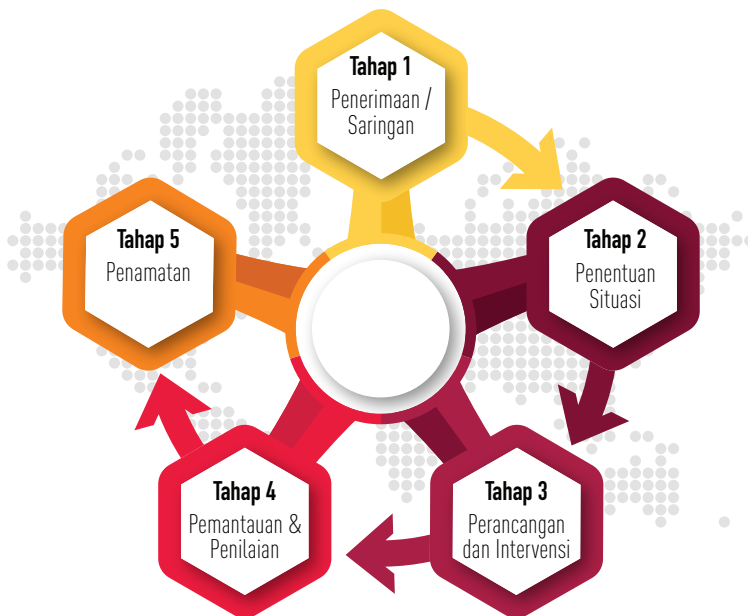 Tahap 1
Penerimaan /
Saringan
Tahap 2
Penentuan
Situasi
Tahap 3
Perancangan
dan Intervensi
Tahap 4
Pemantauan &
Penilaian
Tahap 5
Penamatan